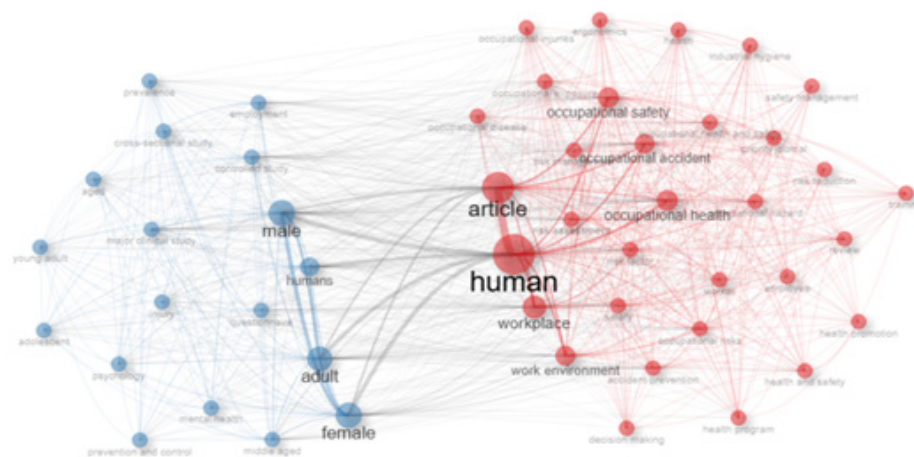 occupational injuries
ergonomics
health
industrial hygiene
prevalence
employment
safety management
occupational safety
occupational disease
cross-sectional study
controlled study
occupational accident
risk reduction
aged
article
male
occupational health
major clinical study
risk assessment
review
young adult
humans
human
employee
questionnaire
workplace
adolescent
occupational risks
health promotion
psychology
adult
work environment
accident prevention
health and safety
mental health
female
health program
prevention and control
middle aged
decision making